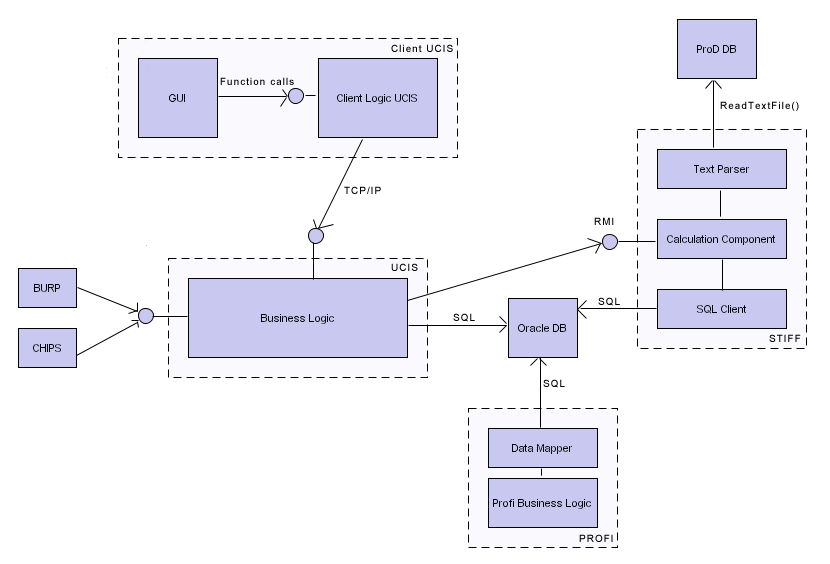 Client UCIS
ProD DB
GUI
Function calls
Client Logic UCIS
ReadTextFile()
Text Parser
TCP/IP
RMI
Calculation Component
UCIS
BURP
Business Logic
SQL
Oracle DB
SQL
SQL Client
CHIPS
STIFF
SQL
Data Mapper
Profi Business Logic
PROFI